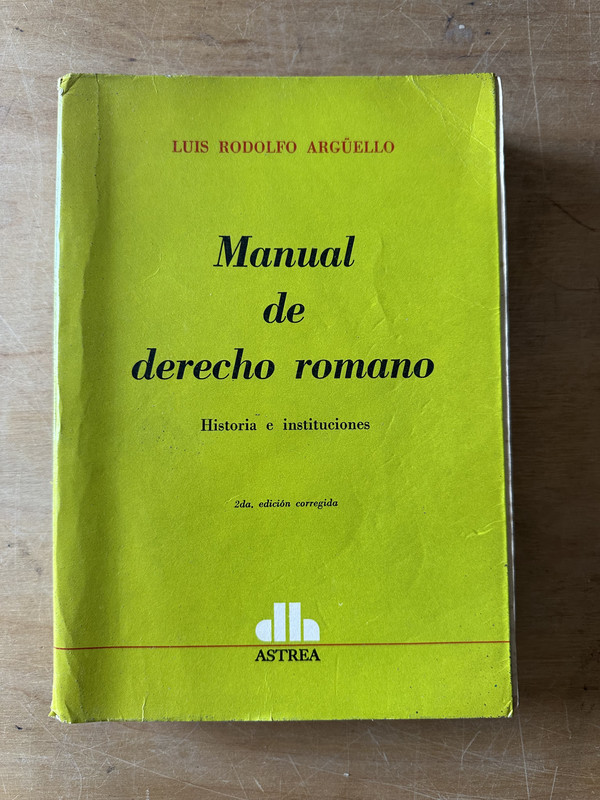 LUIS RODOLFO ARGÜELLO
Manual
de
derecho romano
Historia e instituciones
2da. edición corregida
ASTREA